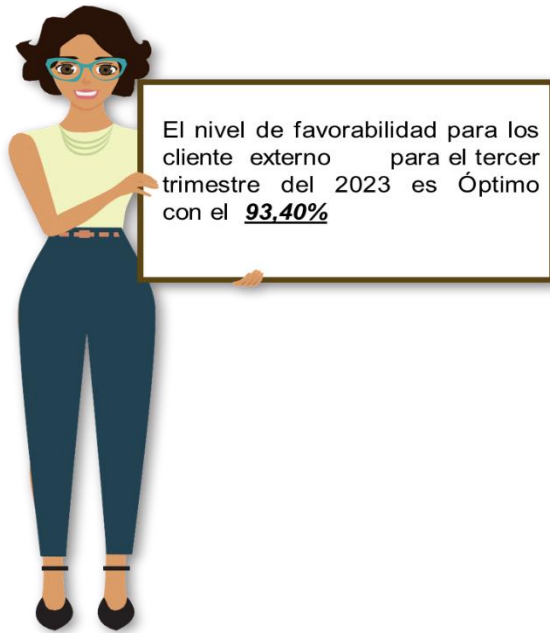 El nivel de favorabilidad para los
cliente externo para el tercer
trimestre del 2023 es Óptimo
con el 93,40%